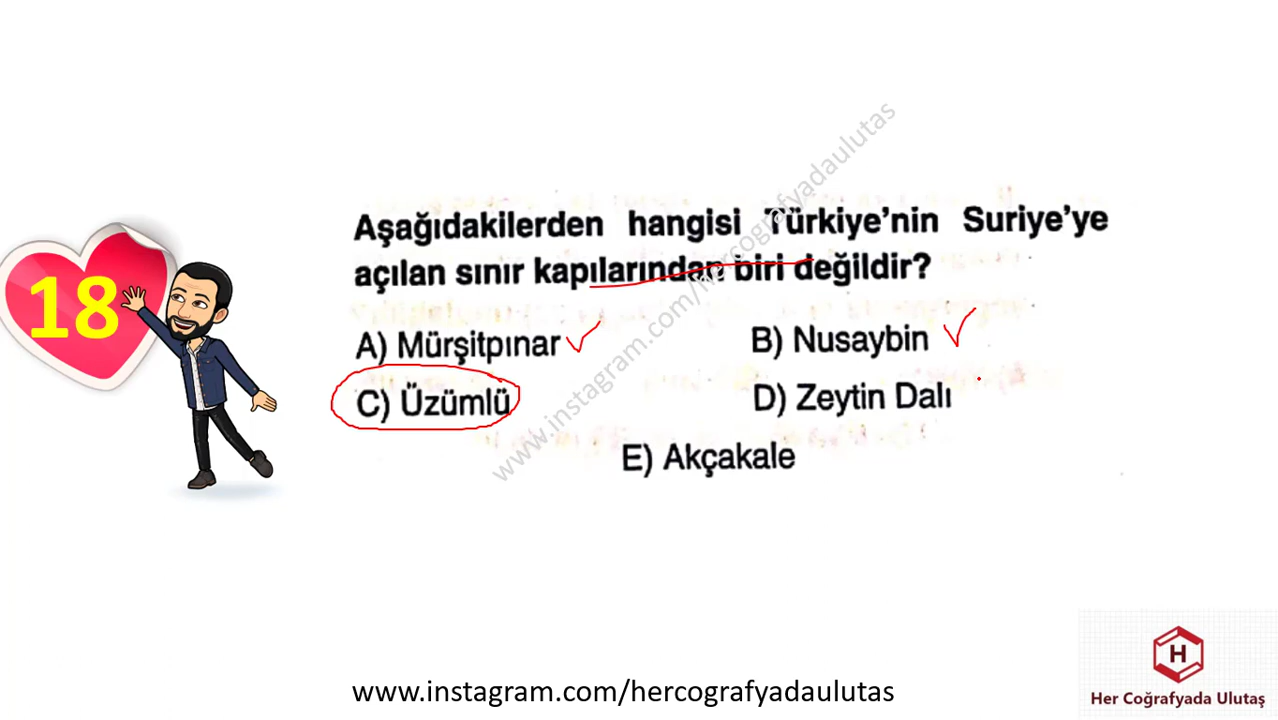 18
Aşağıdakilerden hangisi Türkiye'nin Suriye'ye
açılan sınır kapılarından biri değildir?
A) Mürşitpınar
B) Nusaybin
C) Üzümlü
D) Zeytin Dalı
E) Akçakale
www.instagram.com/hercografyadaulutas
www.instagram.com/hercografyadaulutas
H
Her Coğrafyada Ulutaş